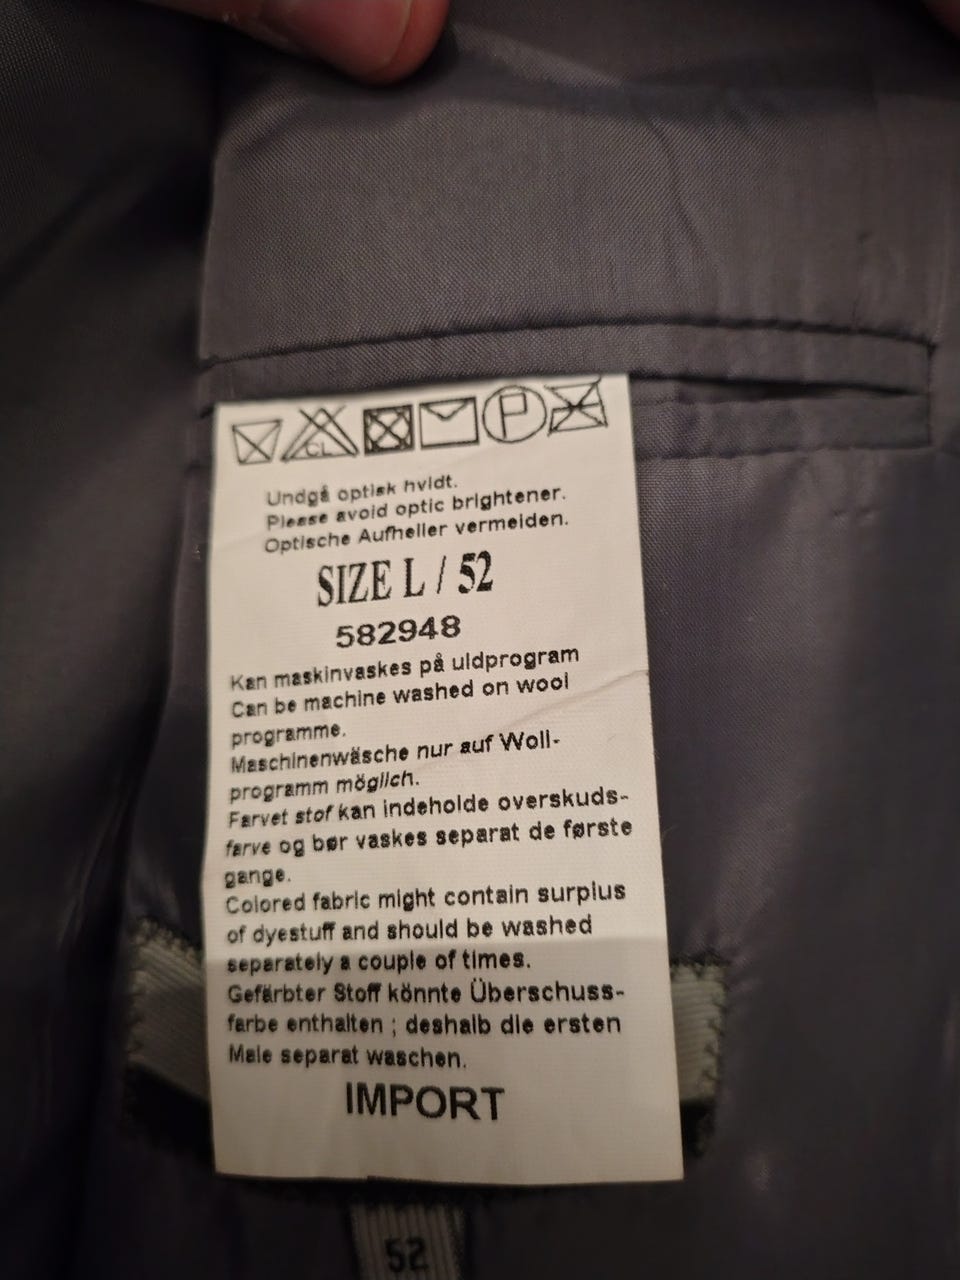 CL
P
Undgå optisk hvidt.
Please avoid optic brightener.
Optische Aufheller vermeiden.
SIZE L / 52
582948
Kan maskinvaskes på uldprogram
Can be machine washed on wool
programme.
Maschinenwäsche nur auf Woll-
programm möglich.
Farvet stof kan indeholde overskuds-
farve og bør vaskes separat de første
gange.
Colored fabric might contain surplus
of dyestuff and should be washed
separately a couple of times.
Gefärbter Stoff könnte Überschuss-
farbe enthalten ; deshalb die ersten
Male separat waschen.
IMPORT
52